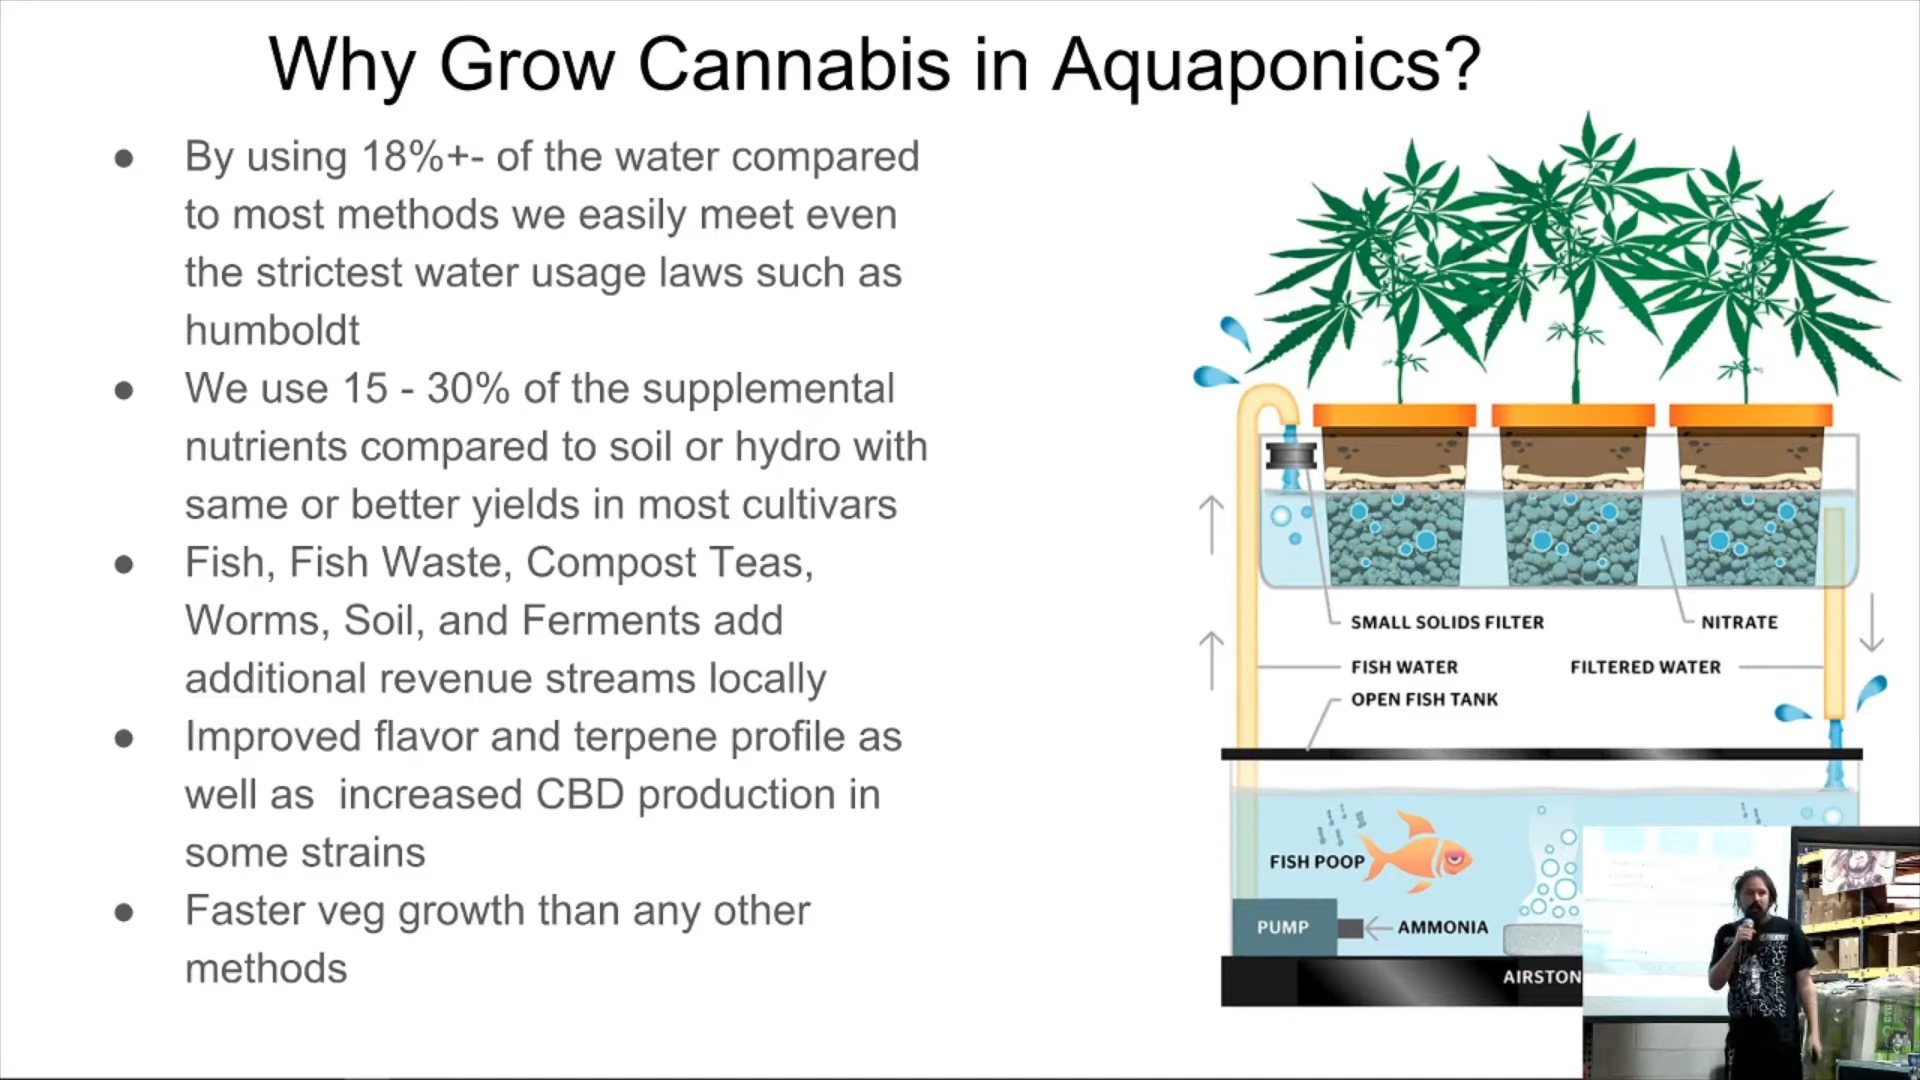 Why Grow Cannabis in Aquaponics?
● By using 18%+- of the water compared
to most methods we easily meet even
the strictest water usage laws such as
humboldt
● We use 15 - 30% of the supplemental
nutrients compared to soil or hydro with
same or better yields in most cultivars
● Fish, Fish Waste, Compost Teas,
Worms, Soil, and Ferments add
additional revenue streams locally
● Improved flavor and terpene profile as
well as  increased CBD production in
some strains
● Faster veg growth than any other
methods
SMALL SOLIDS FILTER
NITRATE
FISH WATER
FILTERED WATER
OPEN FISH TANK
FISH POOP
PUMP
AMMONIA
AIRSTON